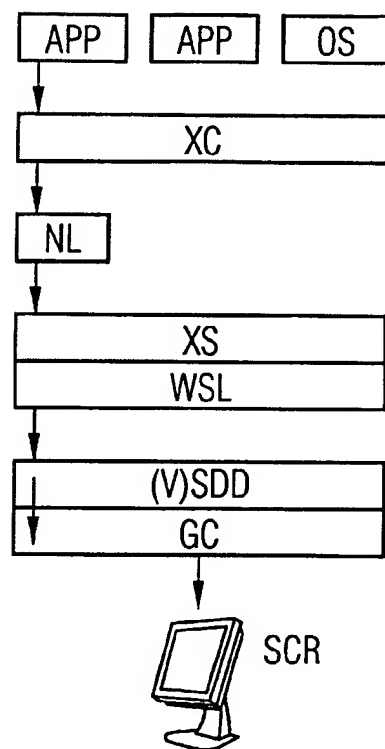 APP APP OS
XC
NL
XS
WSL
(V)SDD
GC
SCR